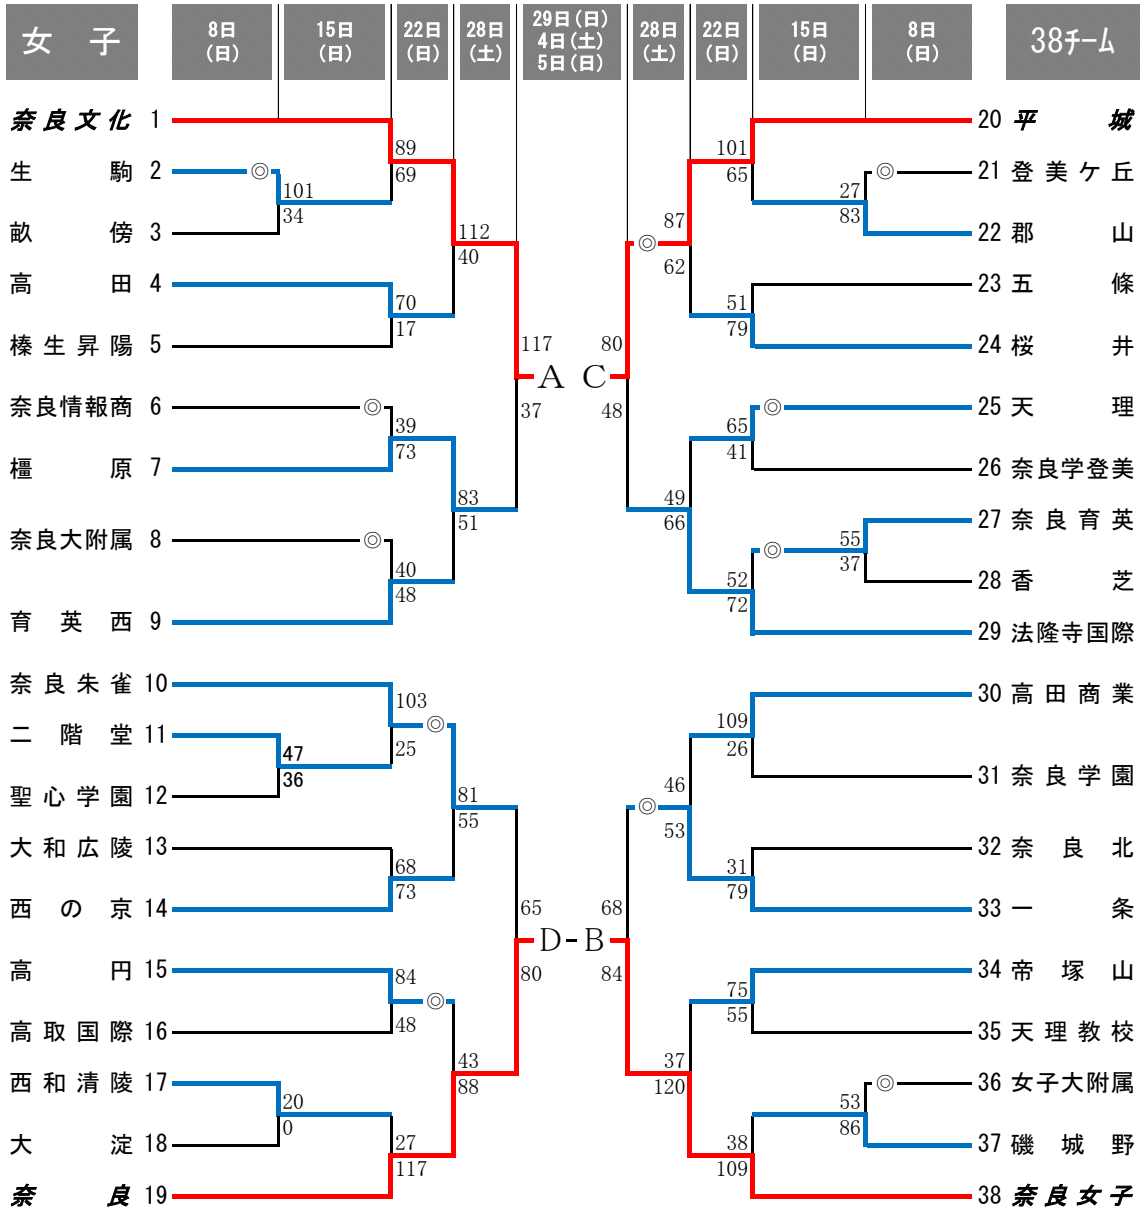 女 子
8日
(日)
15日
(日)
22日
(日)
28日
(土)
29日(日)
4日(土)
5日(日)
28日
(土)
22日
(日)
15日
(日)
8日
(日)
38チーム
奈良文化 1
生駒 2
畝傍 3
高田 4
榛生昇陽 5
奈良情報商 6
橿原 7
奈良大附属 8
育英西 9
奈良朱雀 10
二階堂 11
聖心学園 12
大和広陵 13
西の京 14
高円 15
高取国際 16
西和清陵 17
大淀 18
奈良 19
◎
101
34
89
69
70
17
112
40
◎
39
73
◎
40
48
83
51
117
37
A
103
25
◎
47
36
68
73
81
55
84
48
◎
20
0
27
117
43
88
65
80
D
-
B
68
84
C
80
48
◎
87
62
101
65
◎
27
83
51
79
◎
65
41
49
66
◎
55
37
52
72
109
26
◎
46
53
31
79
75
55
37
120
◎
53
86
38
109
20 平城
21 登美ケ丘
22 郡山
23 五條
24 桜井
25 天理
26 奈良学登美
27 奈良育英
28 香芝
29 法隆寺国際
30 高田商業
31 奈良学園
32 奈良北
33 一条
34 帝塚山
35 天理教校
36 女子大附属
37 磯城野
38 奈良女子